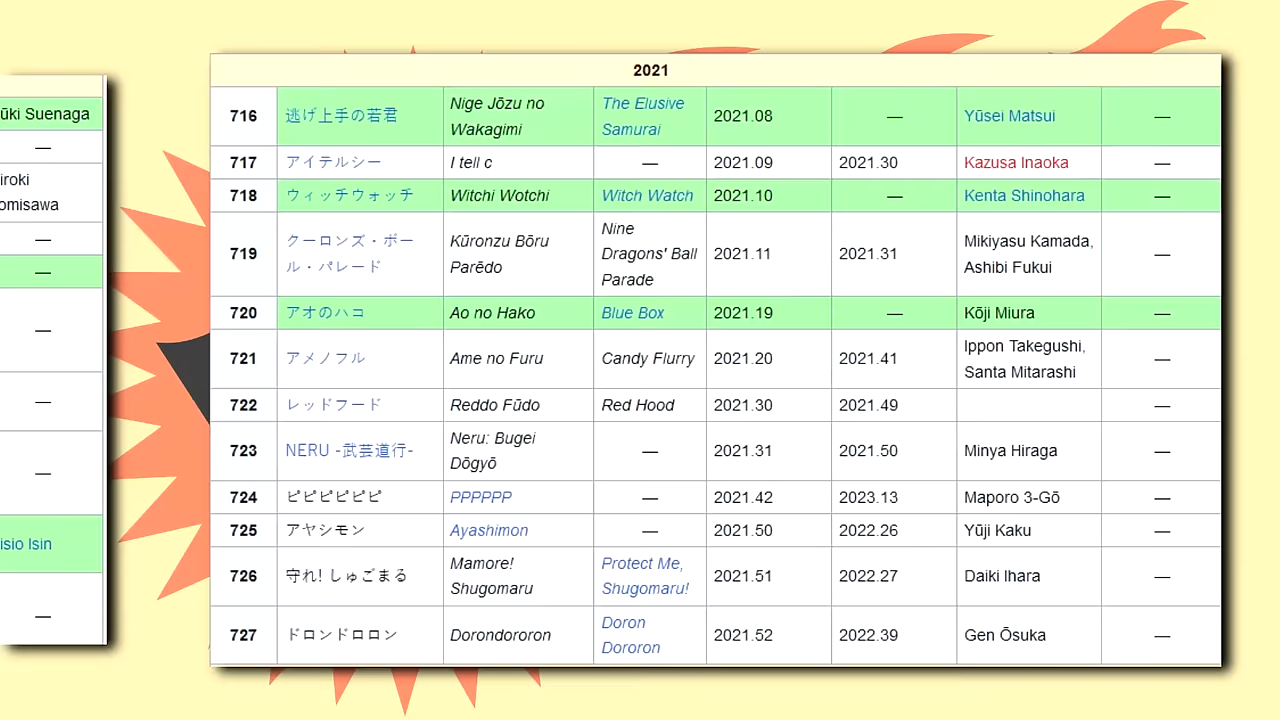 ūki Suenaga
—
iroki
omisawa
—
—
—
—
—
isio Isin
—
2021
716 逃げ上手の若君 Nige Jōzu no Wakagimi The Elusive Samurai 2021.08 — Yūsei Matsui —
717 アイテルシー I tell c — 2021.09 2021.30 Kazusa Inaoka —
718 ウィッチウォッチ Witchi Wotchi Witch Watch 2021.10 — Kenta Shinohara —
719 クーロンズ・ボール・パレード Kūronzu Bōru Parēdo Nine Dragons' Ball Parade 2021.11 2021.31 Mikiyasu Kamada, Ashibi Fukui —
720 アオのハコ Ao no Hako Blue Box 2021.19 — Kōji Miura —
721 アメノフル Ame no Furu Candy Flurry 2021.20 2021.41 Ippon Takegushi, Santa Mitarashi —
722 レッドフード Reddo Fūdo Red Hood 2021.30 2021.49 —
723 NERU -武芸道行- Neru: Bugei Dōgyō — 2021.31 2021.50 Minya Hiraga —
724 ピピピピピピ PPPPPP — 2021.42 2023.13 Maporo 3-Gō —
725 アヤシモン Ayashimon — 2021.50 2022.26 Yūji Kaku —
726 守れ! しゅごまる Mamore! Shugomaru Protect Me, Shugomaru! 2021.51 2022.27 Daiki Ihara —
727 ドロンドロロン Dorondororon Doron Dororon 2021.52 2022.39 Gen Ōsuka —